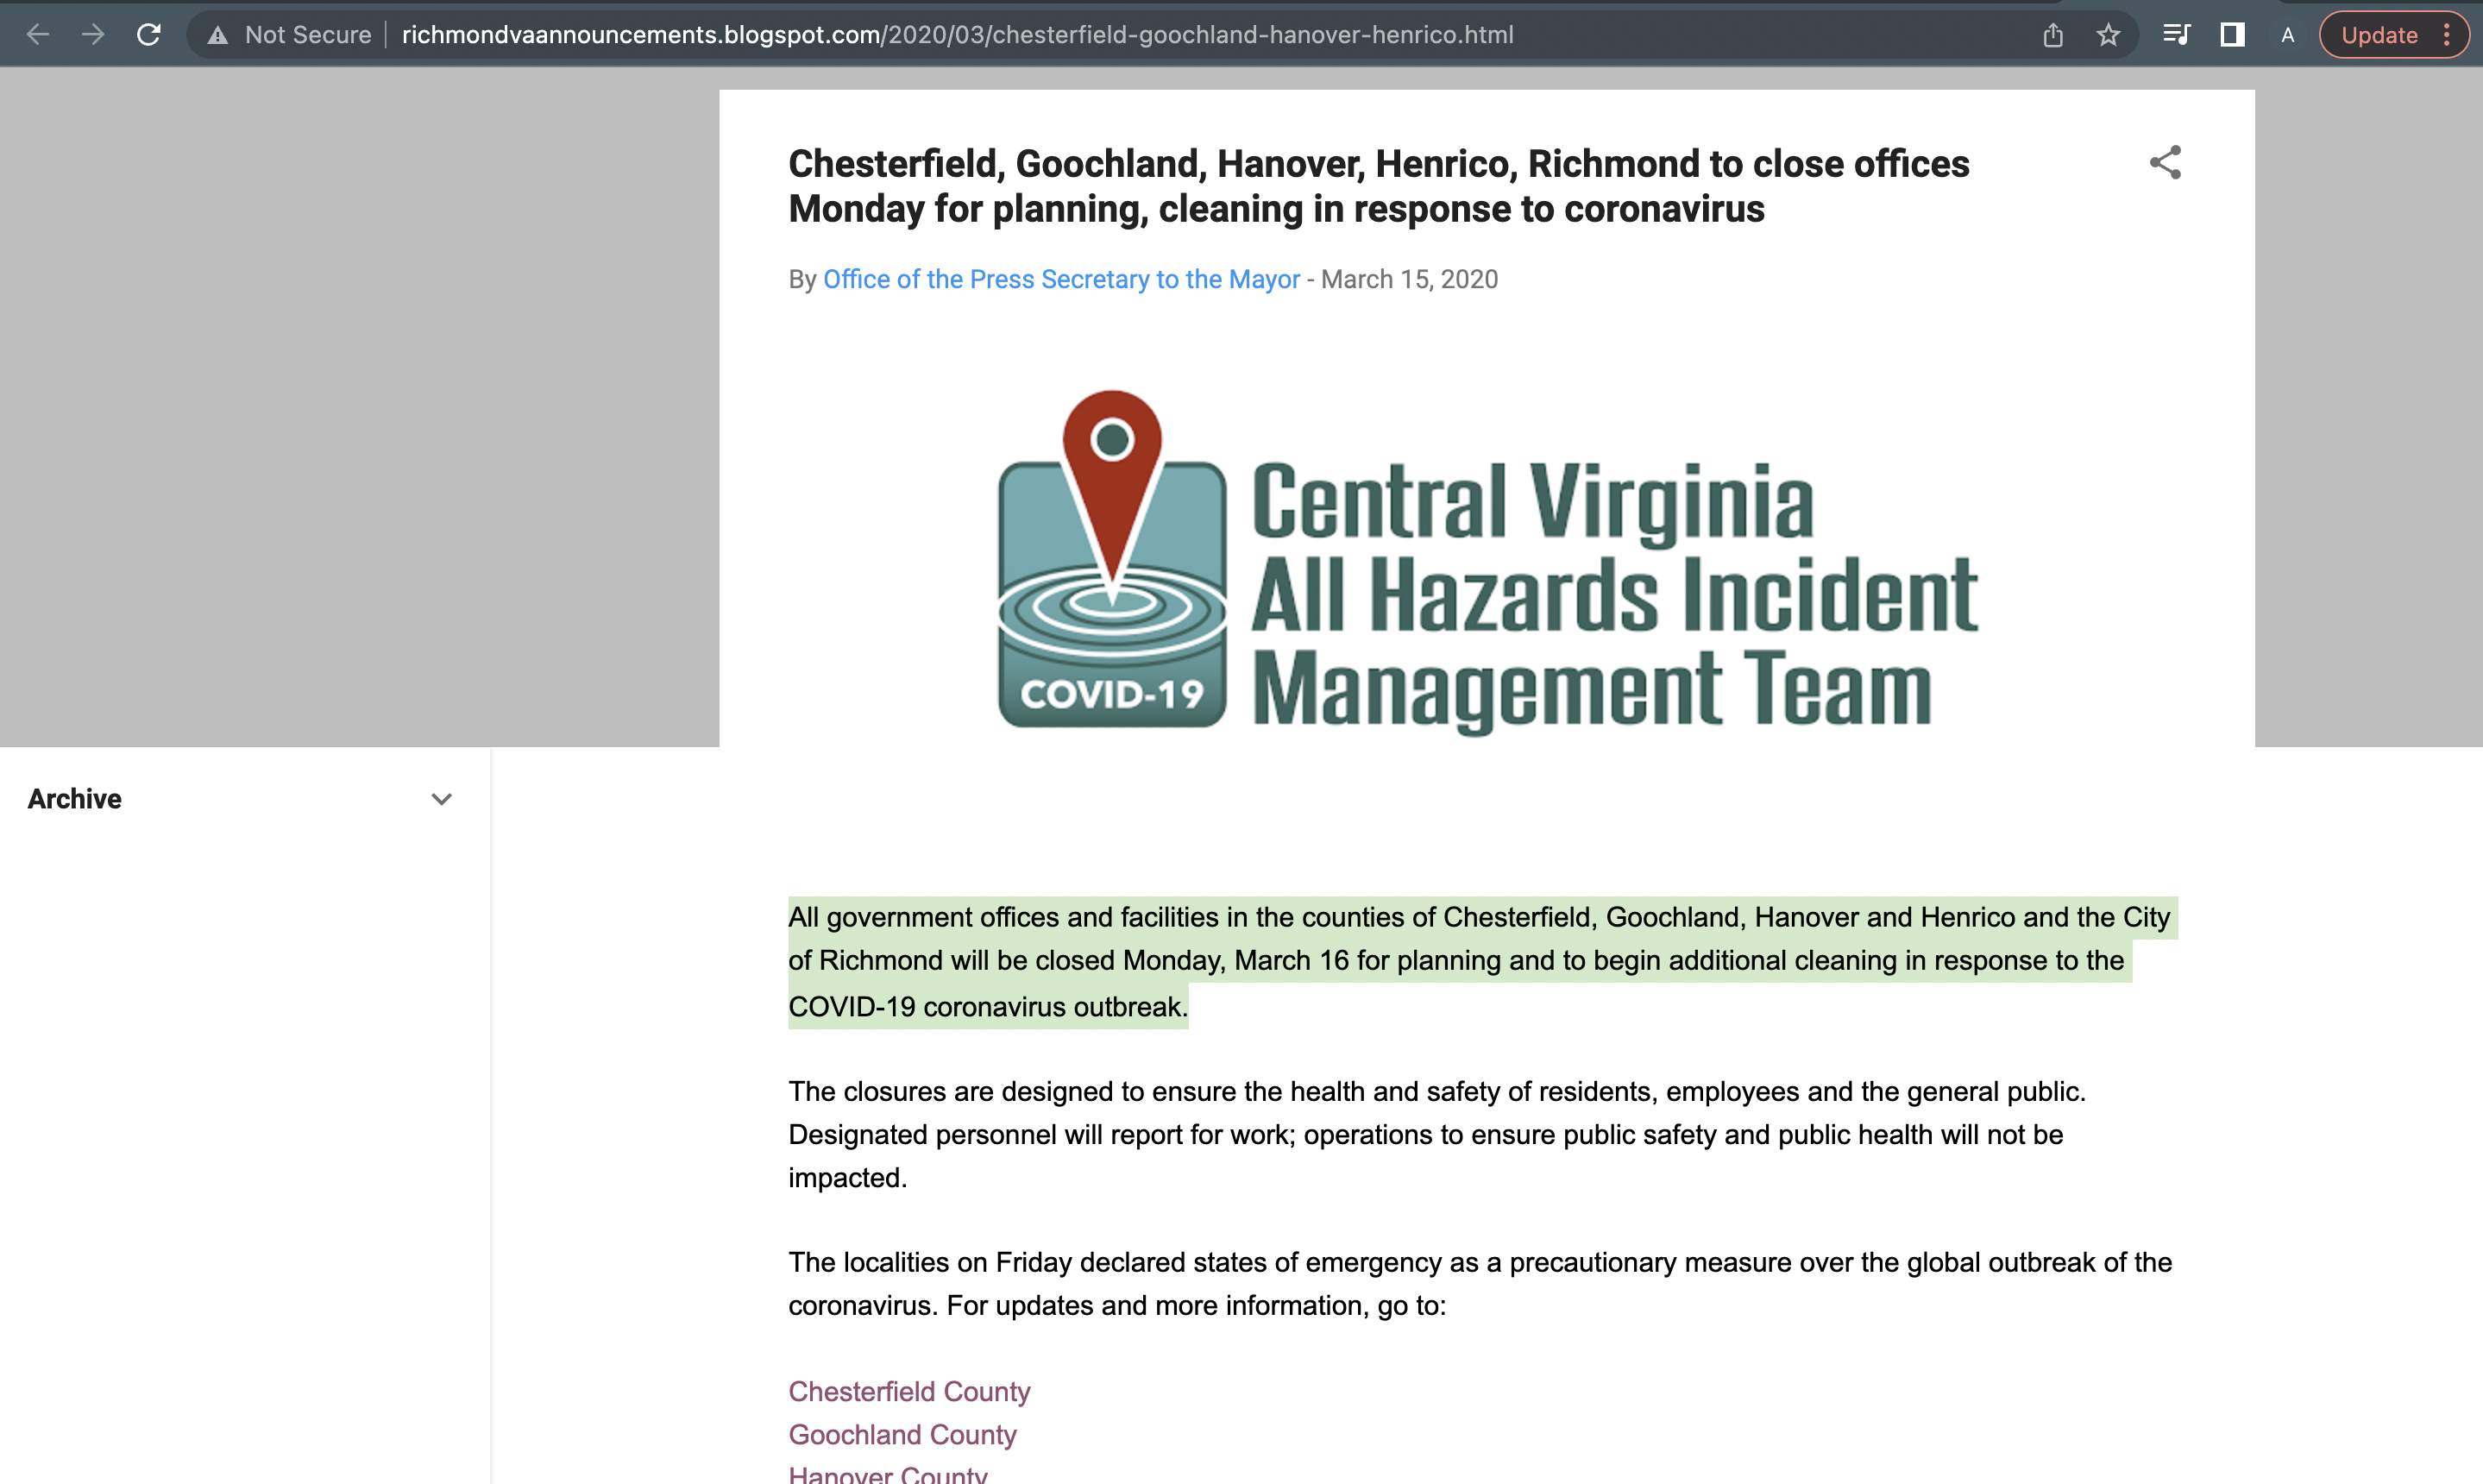 Not Secure
richmondvaannouncements.blogspot.com/2020/03/chesterfield-goochland-hanover-henrico.html
A
Update
Chesterfield, Goochland, Hanover, Henrico, Richmond to close offices
Monday for planning, cleaning in response to coronavirus
By Office of the Press Secretary to the Mayor - March 15, 2020
Central Virginia
All Hazards Incident
Management Team
COVID-19
Archive
All government offices and facilities in the counties of Chesterfield, Goochland, Hanover and Henrico and the City
of Richmond will be closed Monday, March 16 for planning and to begin additional cleaning in response to the
COVID-19 coronavirus outbreak.
The closures are designed to ensure the health and safety of residents, employees and the general public.
Designated personnel will report for work; operations to ensure public safety and public health will not be
impacted.
The localities on Friday declared states of emergency as a precautionary measure over the global outbreak of the
coronavirus. For updates and more information, go to:
Chesterfield County
Goochland County
Hanover County